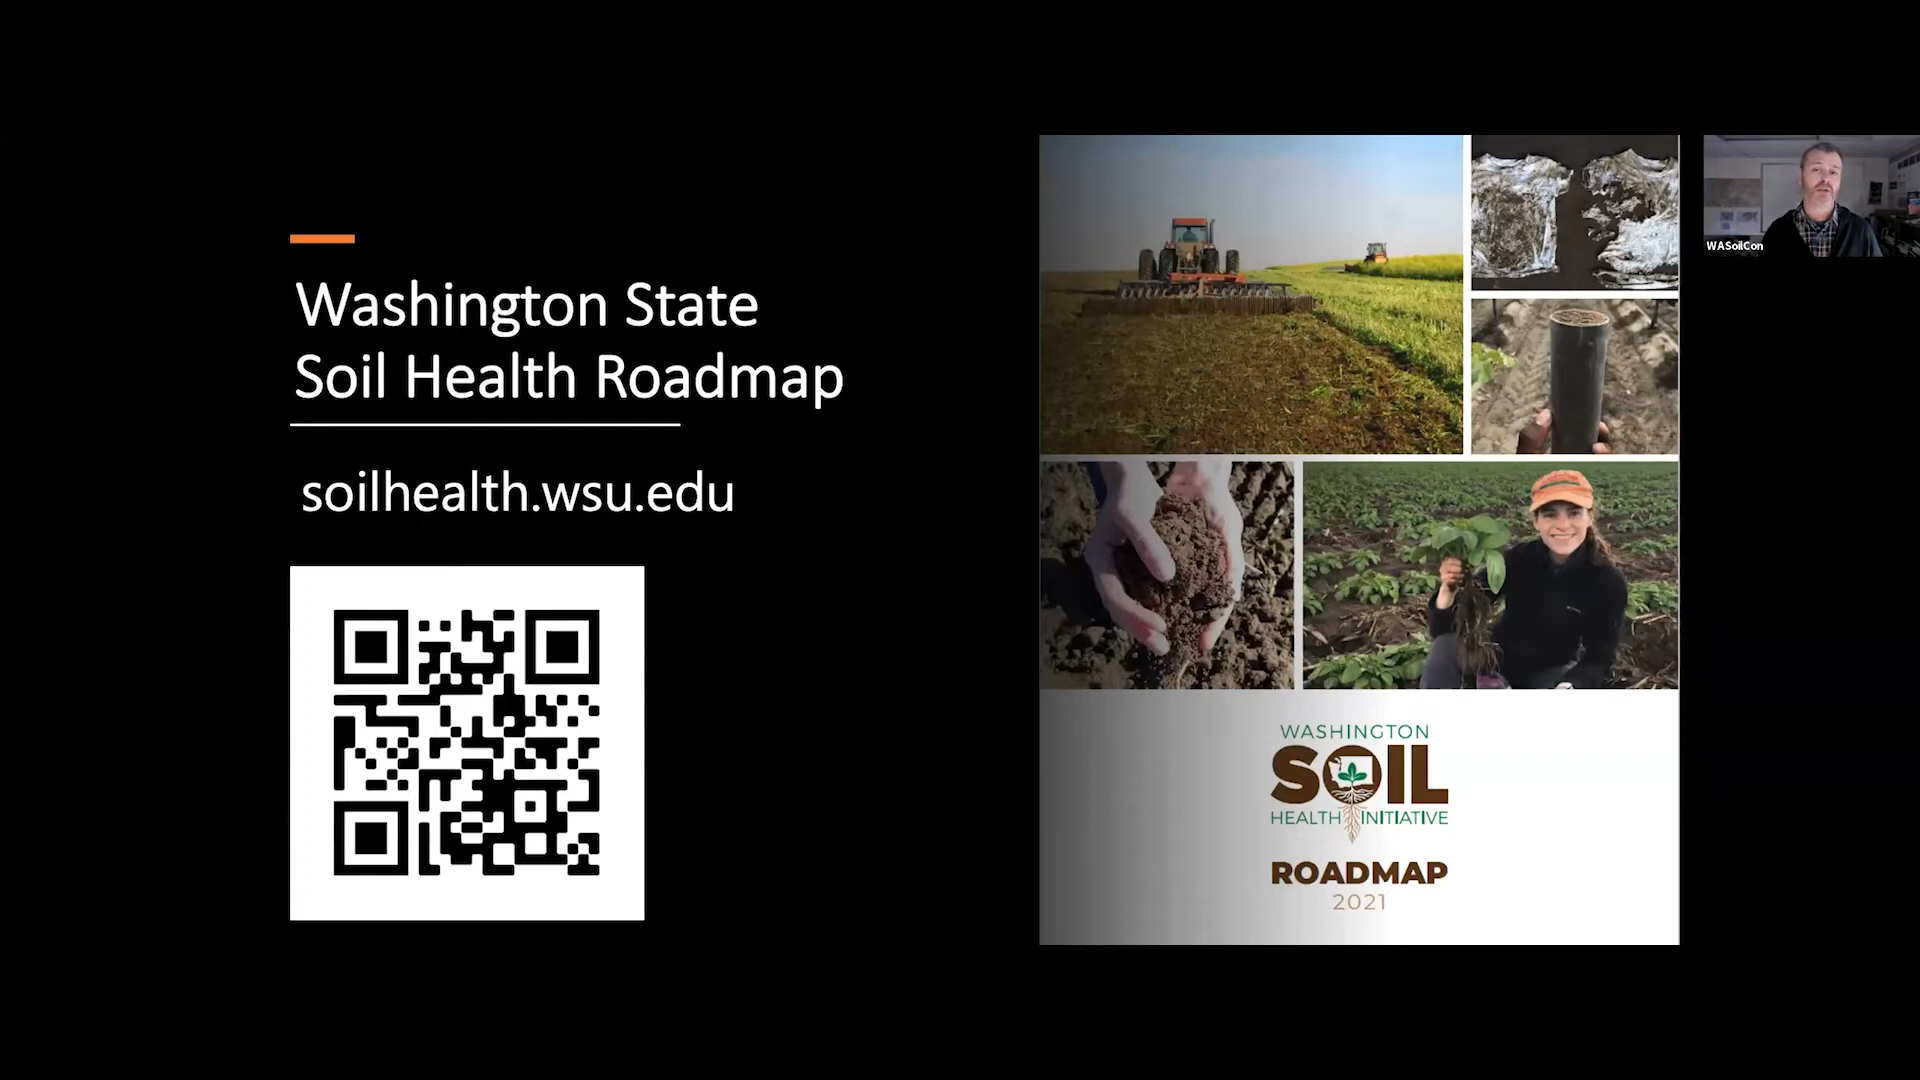 Washington State
Soil Health Roadmap
soilhealth.wsu.edu
WASHINGTON
SOIL
HEALTH INITIATIVE
ROADMAP
2021
WASoilCon